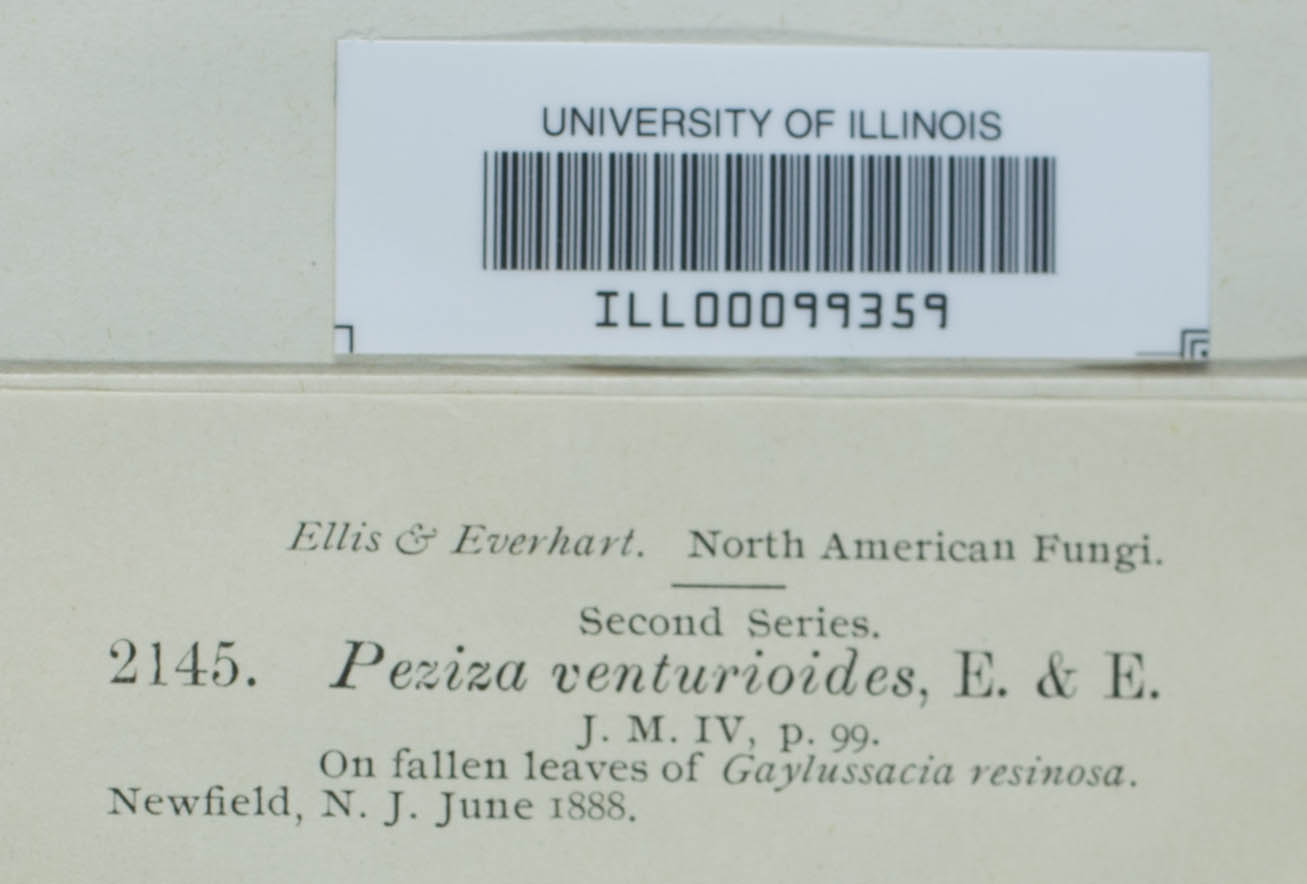 UNIVERSITY OF ILLINOIS
ILL00099359
Ellis & Everhart. North American Fungi.
Second Series.
2145. Peziza venturioides, E. & E.
J. M. IV, p. 99.
On fallen leaves of Gaylussacia resinosa.
Newfield, N. J. June 1888.